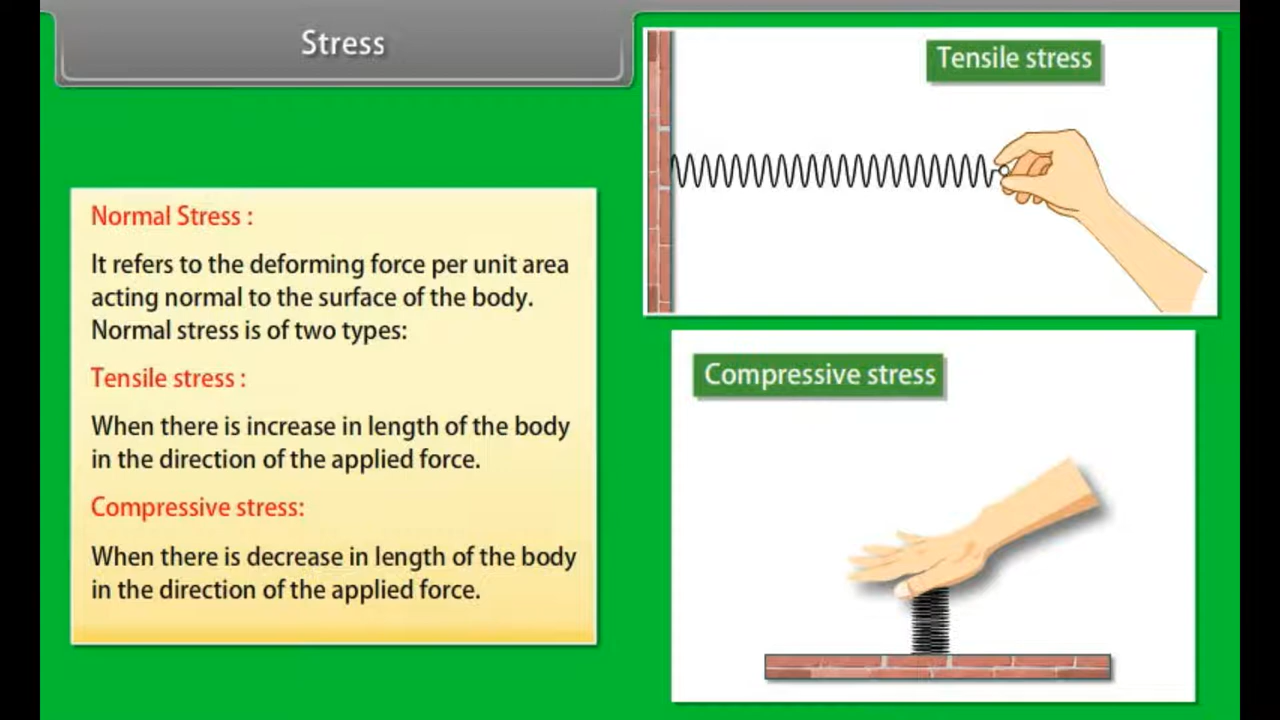 Stress
Normal Stress :
It refers to the deforming force per unit area
acting normal to the surface of the body.
Normal stress is of two types:
Tensile stress :
When there is increase in length of the body
in the direction of the applied force.
Compressive stress:
When there is decrease in length of the body
in the direction of the applied force.
Tensile stress
Compressive stress